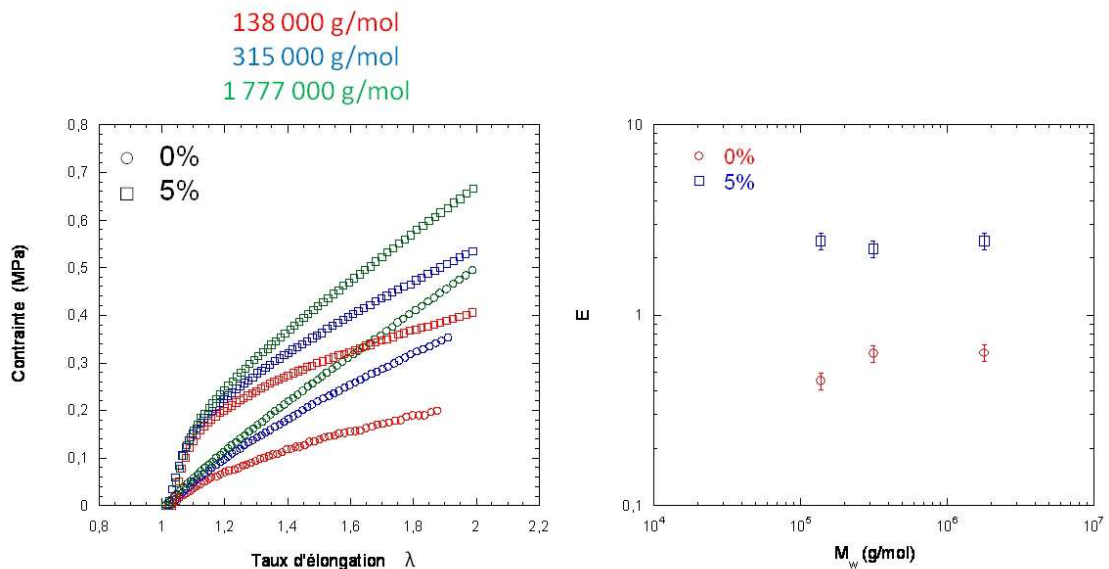 138 000 g/mol
315 000 g/mol
1 777 000 g/mol
0,8
0,7
0,6
0,5
0,4
0,3
0,2
0,1
0
0%
5%
Contrainte (MPa)
0,8 1 1,2 1,4 1,6 1,8 2 2,2
Taux d'élongation λ
10
1
0,1
0%
5%
E
10⁴ 10⁵ 10⁶ 10⁷
M_w (g/mol)